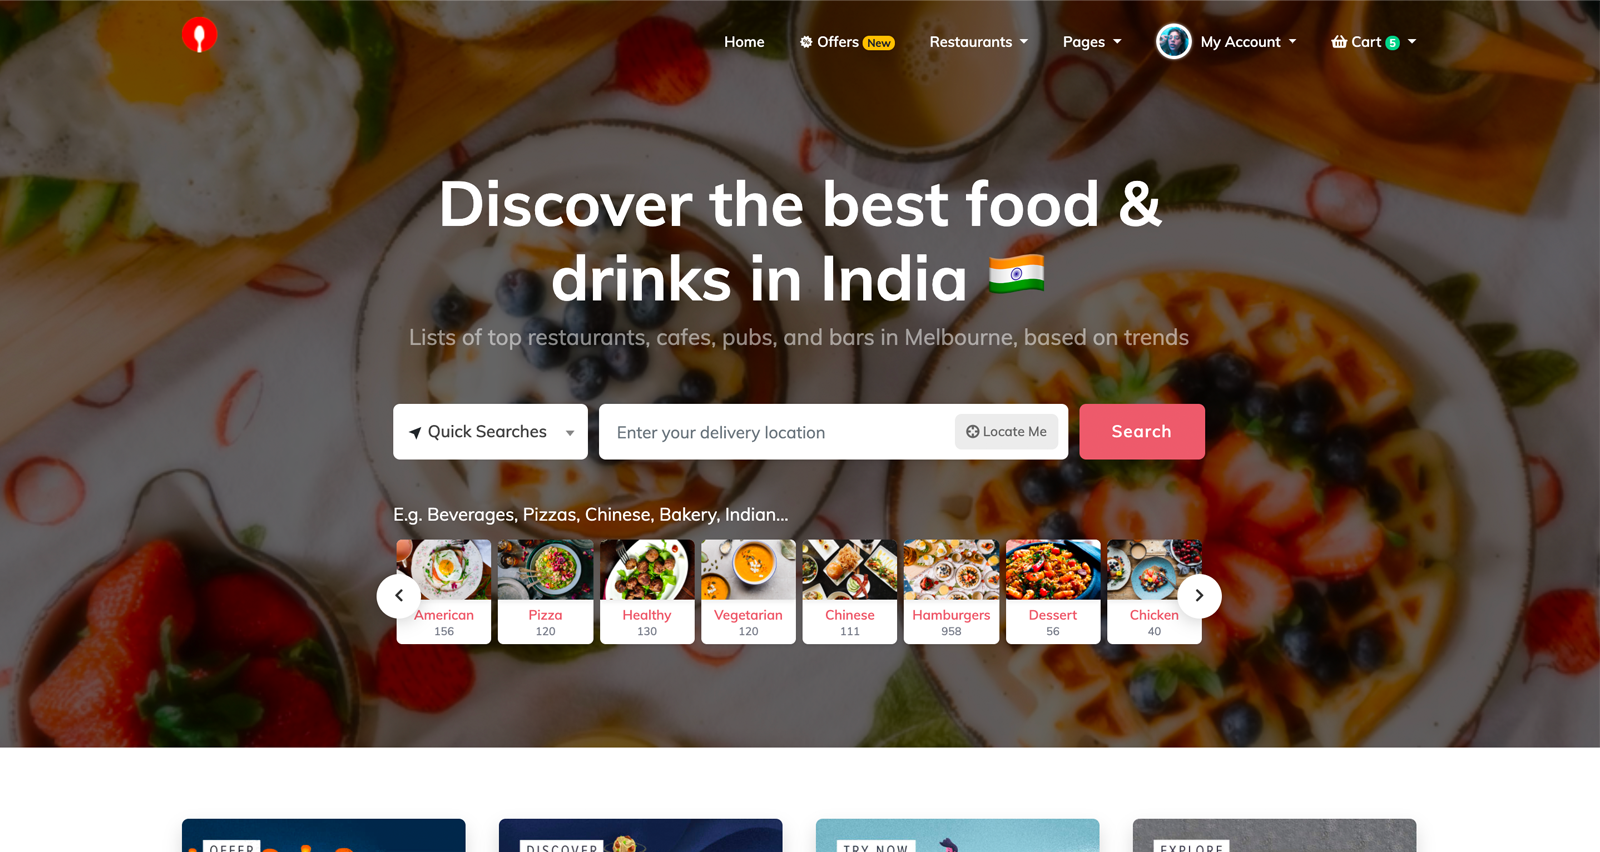 Home
Offers New
Restaurants
Pages
My Account
Cart 5
Discover the best food &
drinks in India 🇮🇳
Lists of top restaurants, cafes, pubs, and bars in Melbourne, based on trends
Quick Searches
Enter your delivery location
Locate Me
Search
E.g. Beverages, Pizzas, Chinese, Bakery, Indian...
American
156
Pizza
120
Healthy
130
Vegetarian
120
Chinese
111
Hamburgers
958
Dessert
56
Chicken
40
OFFER
DISCOVER
TRY NOW
EXPLORE